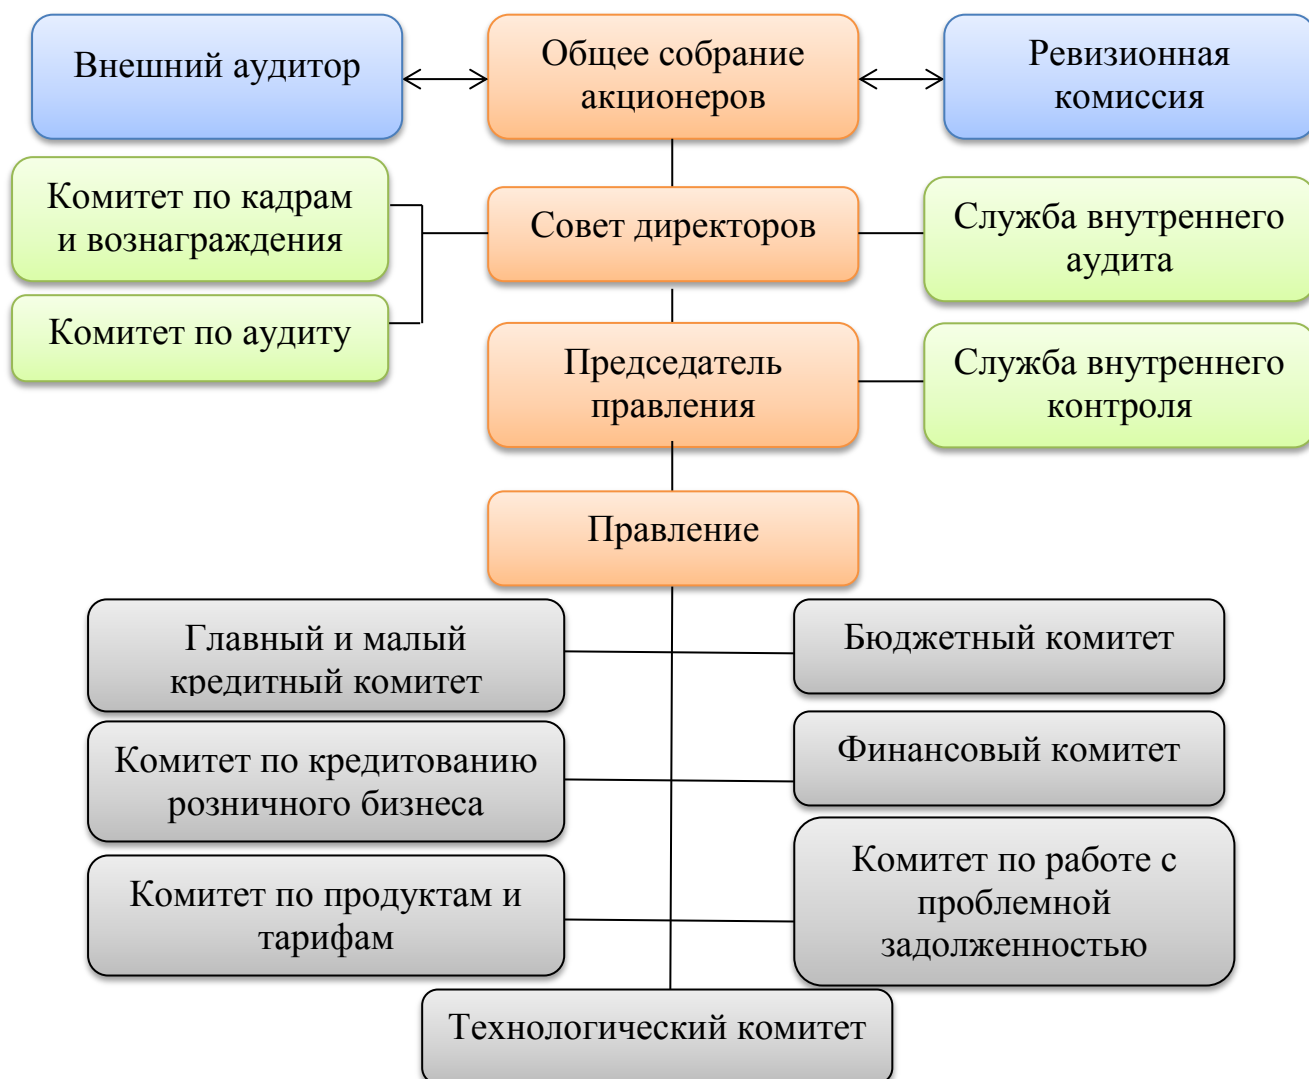 Внешний аудитор
Общее собрание
акционеров
Ревизионная
комиссия
Комитет по кадрам
и вознаграждения
Совет директоров
Служба внутреннего
аудита
Комитет по аудиту
Председатель
правления
Служба внутреннего
контроля
Правление
Главный и малый
кредитный комитет
Бюджетный комитет
Комитет по кредитованию
розничного бизнеса
Финансовый комитет
Комитет по продуктам и
тарифам
Комитет по работе с
проблемной
задолженностью
Технологический комитет